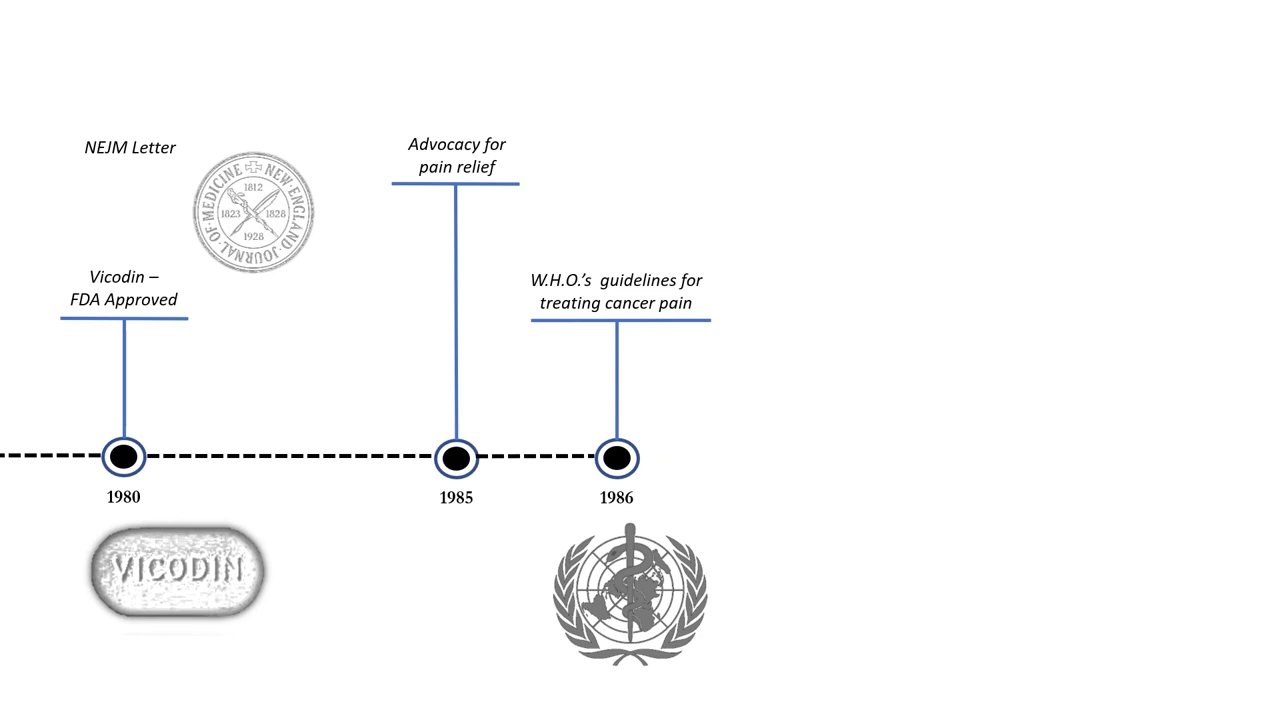 NEJM Letter
NEW·ENGLAND·JOURNAL·OF·MEDICINE
1812
1823 1828
1928
Advocacy for
pain relief
Vicodin –
FDA Approved
W.H.O.'s  guidelines for
treating cancer pain
1980
1985
1986
VICODIN